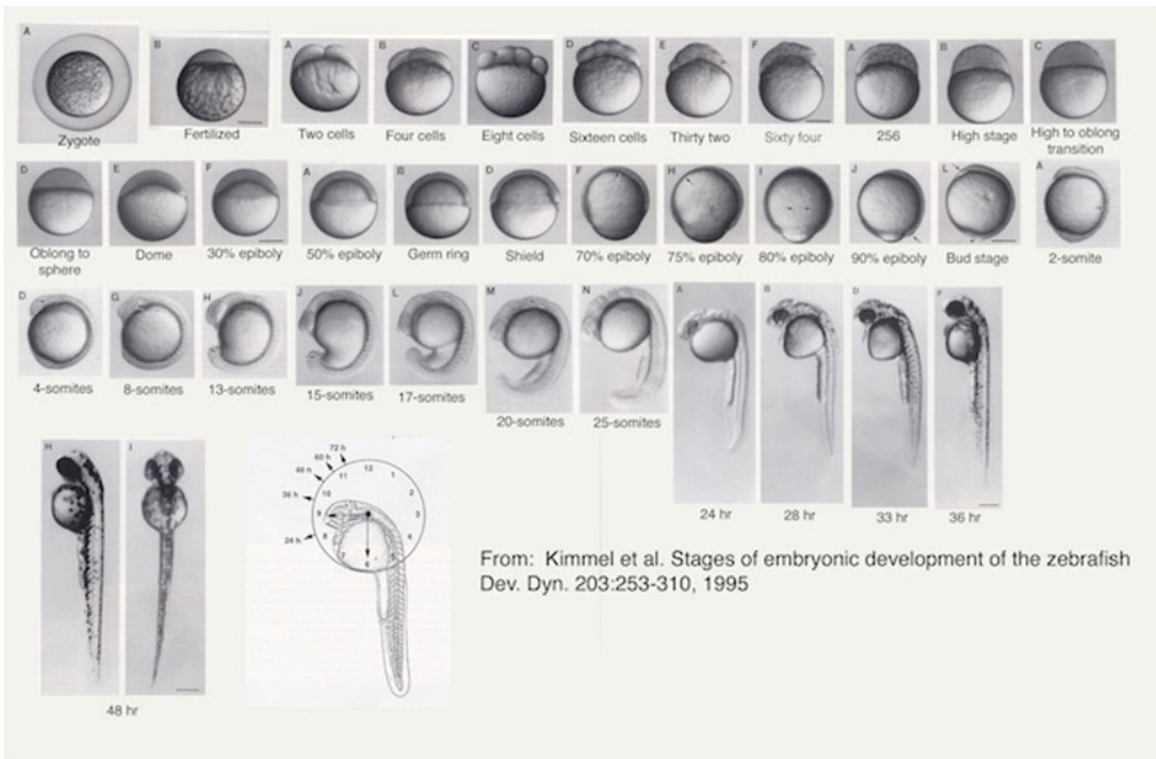 A
B
A
B
C
D
E
F
A
B
C
Zygote
Fertilized
Two cells
Four cells
Eight cells
Sixteen cells
Thirty two
Sixty four
256
High stage
High to oblong
transition
D
E
F
A
B
D
F
H
I
J
L
A
Oblong to
sphere
Dome
30% epiboly
50% epiboly
Germ ring
Shield
70% epiboly
75% epiboly
80% epiboly
90% epiboly
Bud stage
2-somite
D
G
H
J
L
M
N
A
B
D
F
4-somites
8-somites
13-somites
15-somites
17-somites
20-somites
25-somites
24 hr
28 hr
33 hr
36 hr
H
I
48 hr
72 h
60 h
48 h
36 h
24 h
12
1
2
3
4
5
6
7
8
9
10
11
From: Kimmel et al. Stages of embryonic development of the zebrafish
Dev. Dyn. 203:253-310, 1995